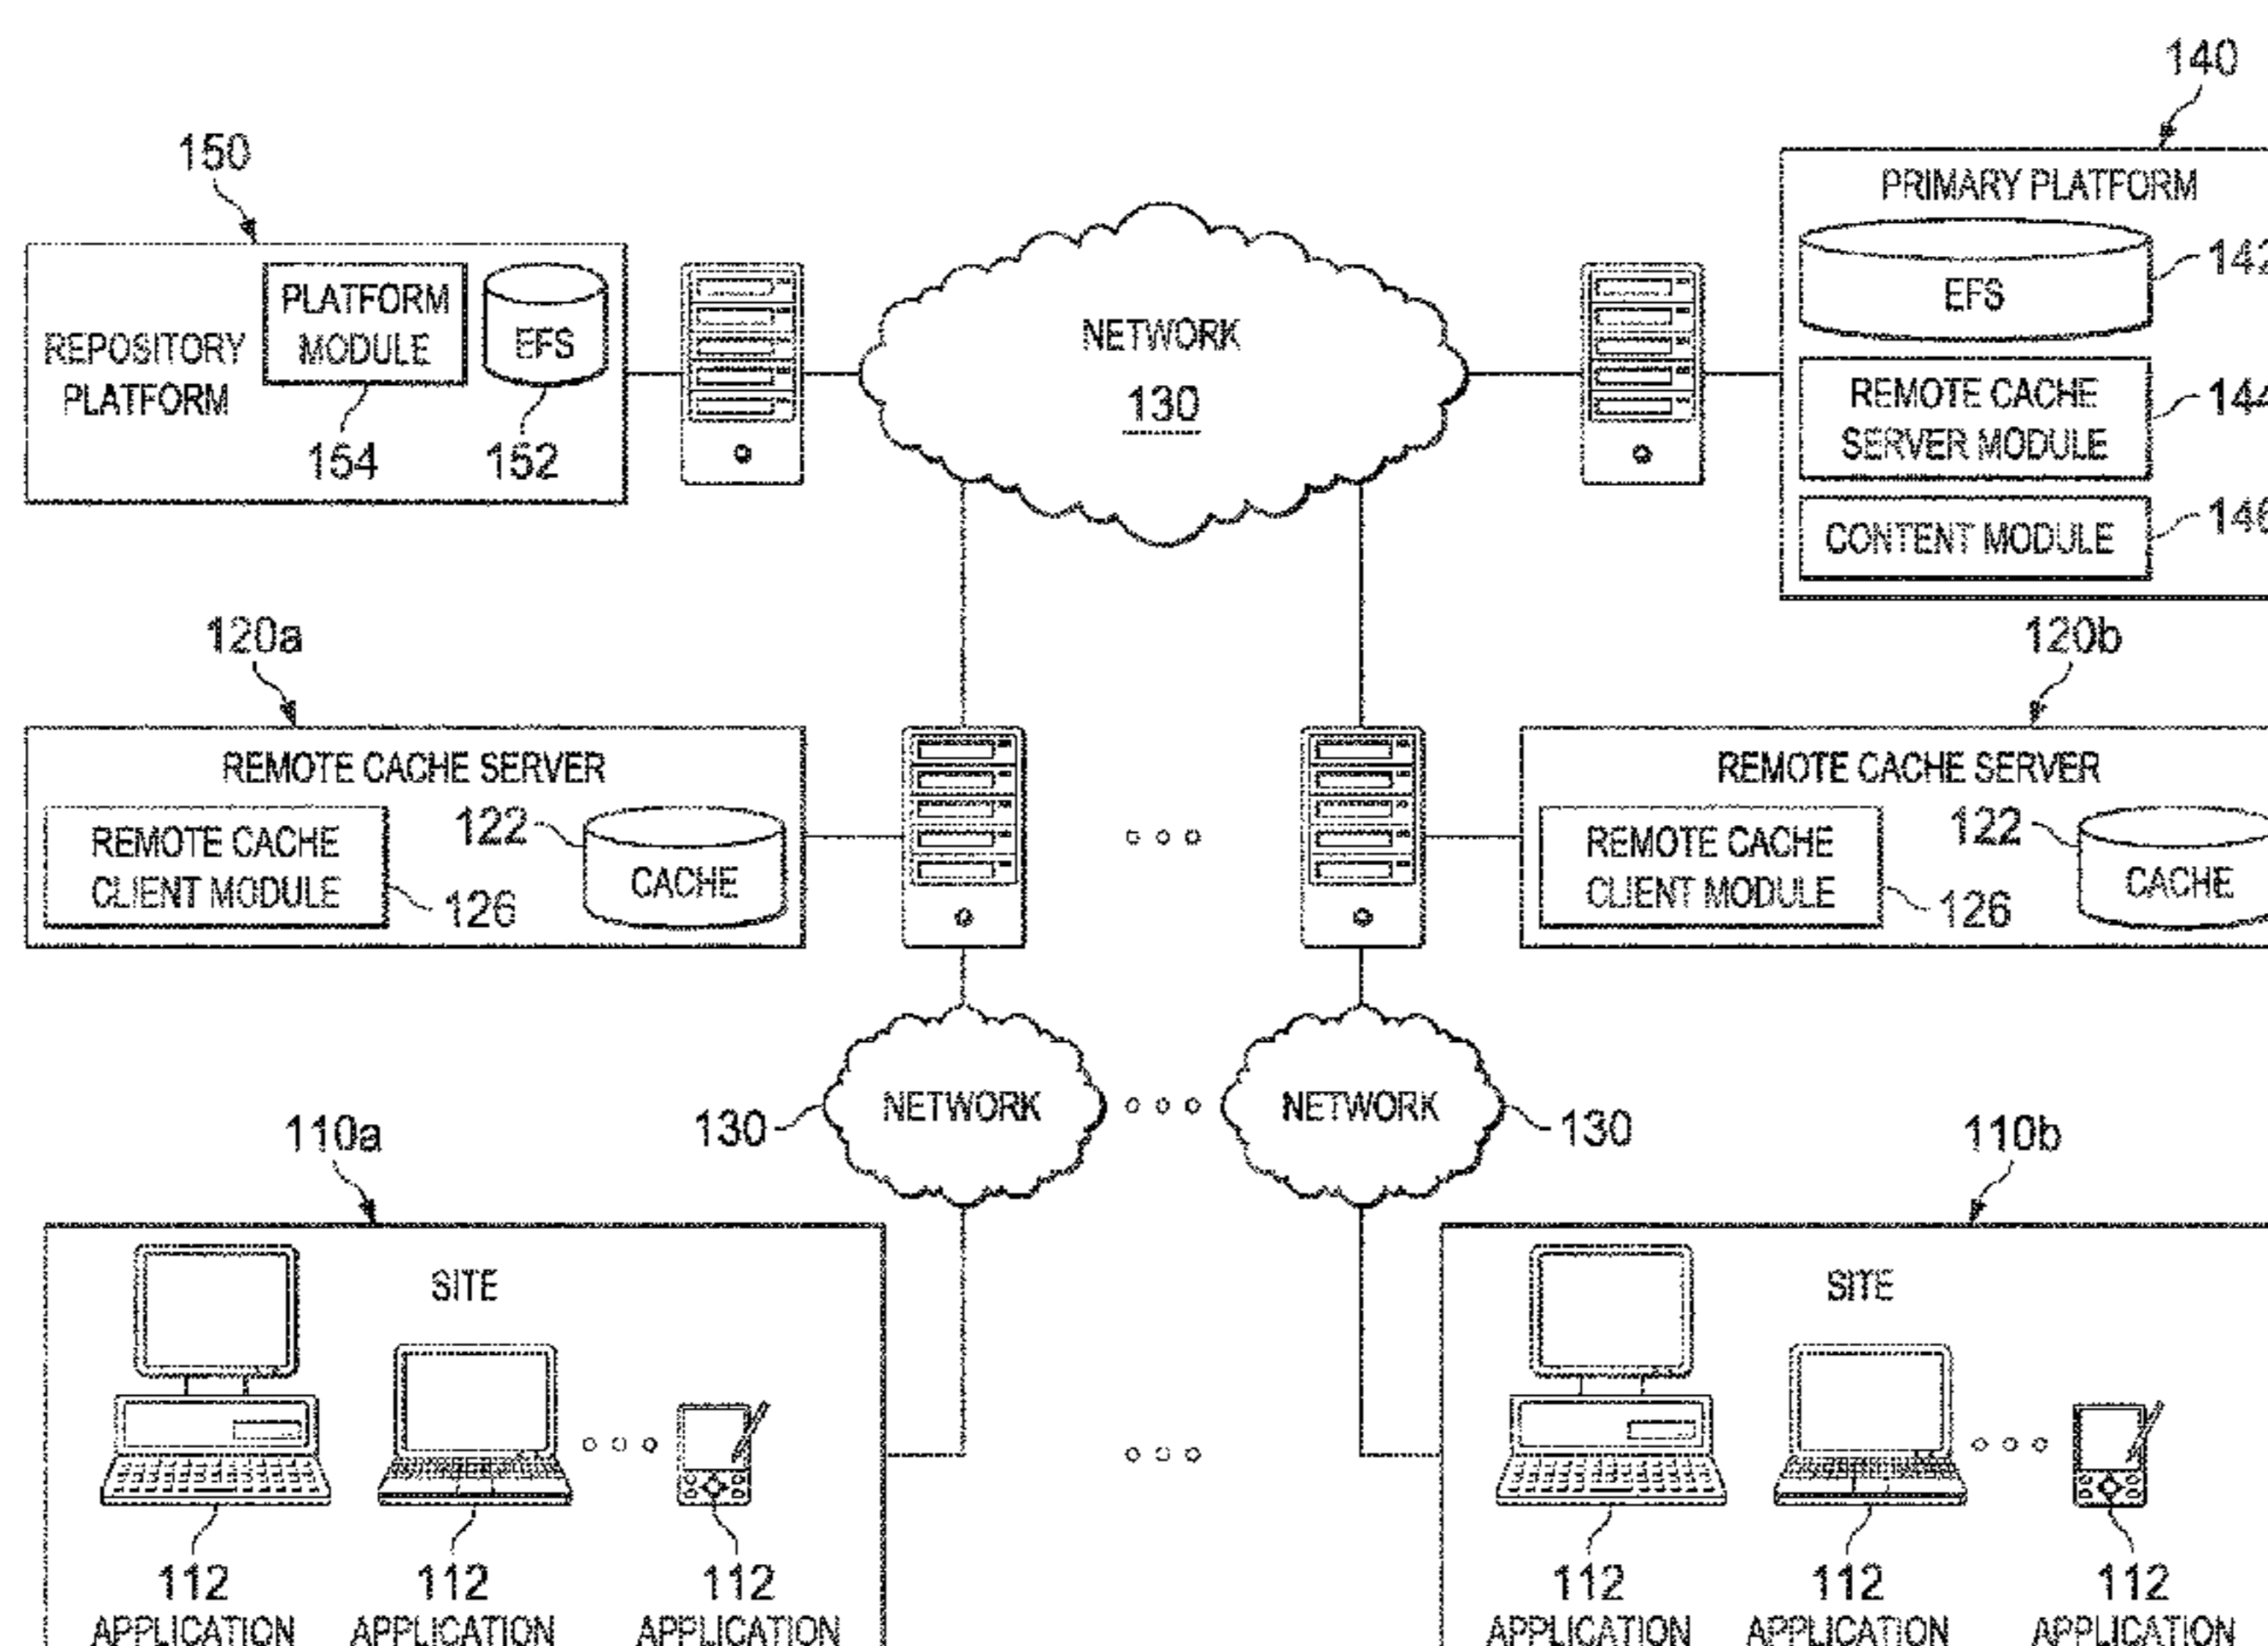 140
150
PRIMARY PLATFORM
EFS
142
REMOTE CACHE
SERVER MODULE
144
CONTENT MODULE
146
REPOSITORY
PLATFORM
PLATFORM
MODULE
EFS
154
152
NETWORK
130
120a
120b
REMOTE CACHE SERVER
REMOTE CACHE
CLIENT MODULE
126
122
CACHE
REMOTE CACHE SERVER
REMOTE CACHE
CLIENT MODULE
126
122
CACHE
NETWORK
130
NETWORK
130
110a
110b
SITE
SITE
112
APPLICATION
112
APPLICATION
112
APPLICATION
112
APPLICATION
112
APPLICATION
112
APPLICATION